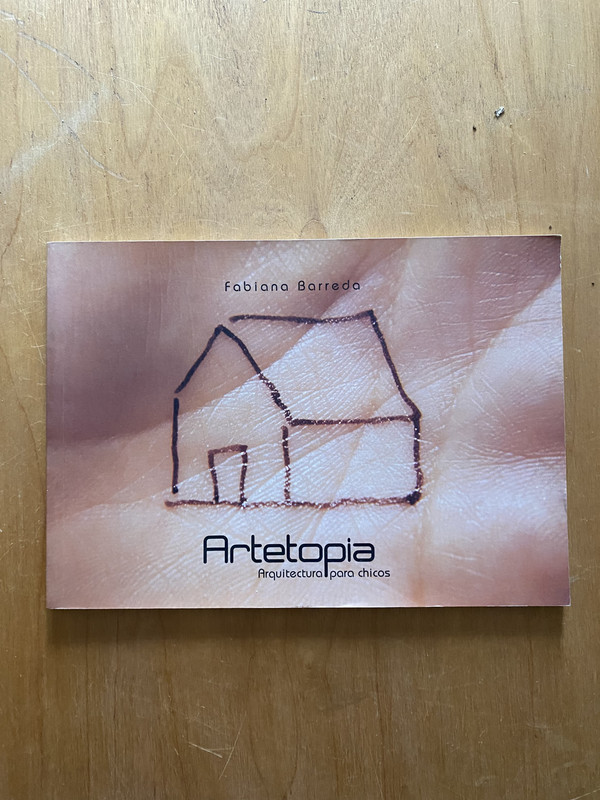 Fabiana Barreda
Artetopia
Arquitectura para chicos